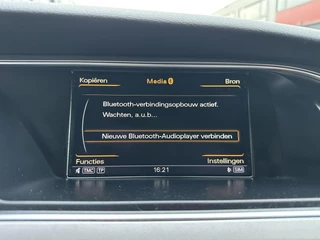 Kopiëren Media Bron
Bluetooth-verbindingsopbouw actief.
Wachten, a.u.b...
Nieuwe Bluetooth-Audioplayer verbinden
Functies Instellingen
TMC TP 16:21 SIM